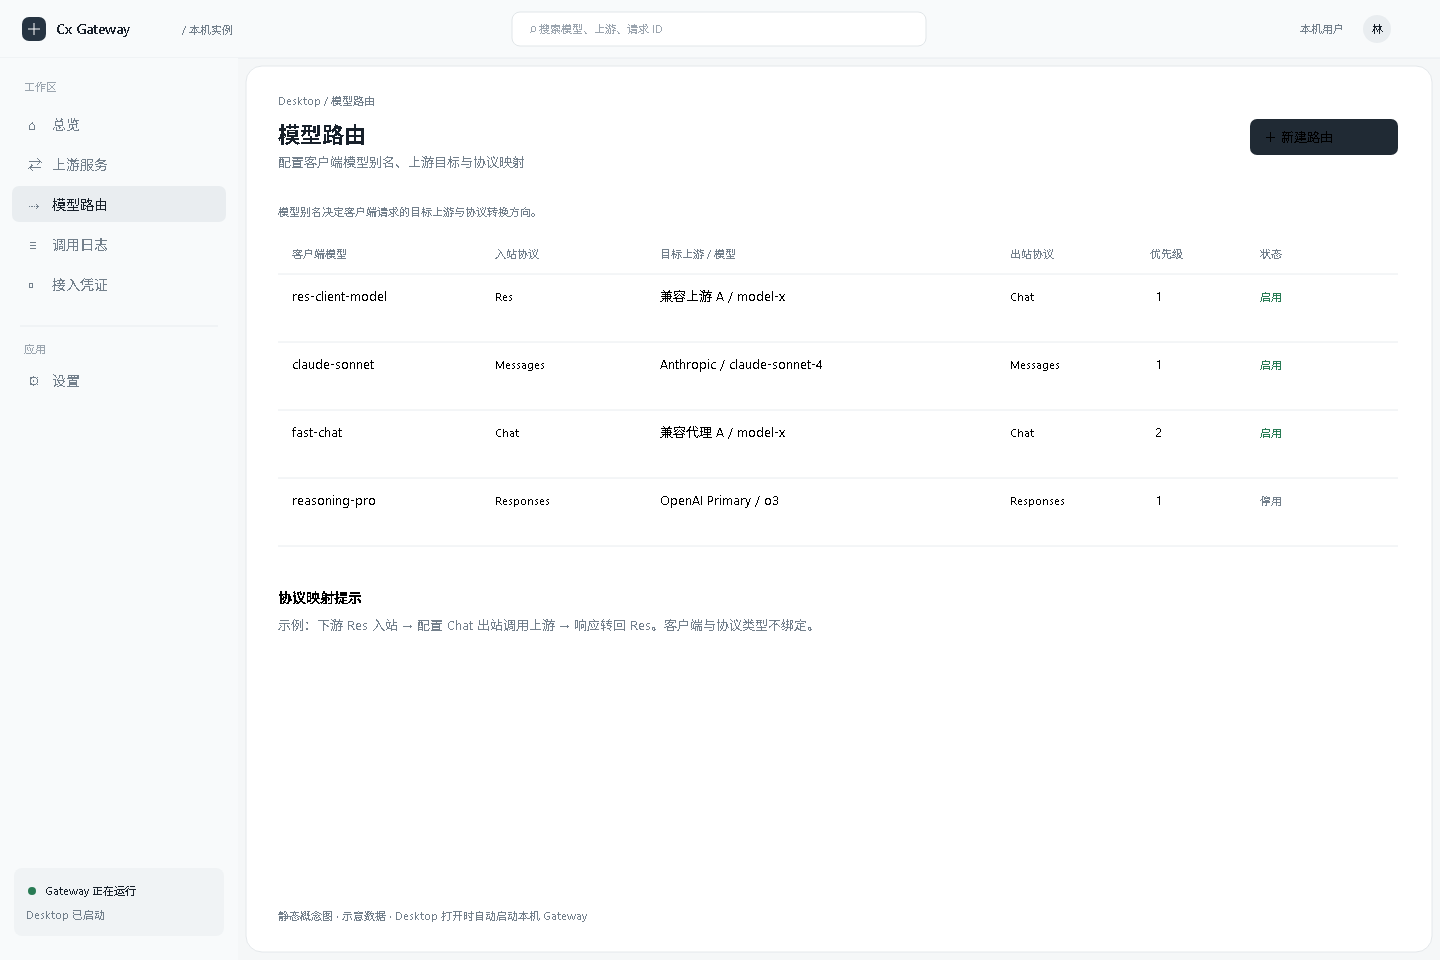 Cx Gateway
/ 本机实例
搜索模型、上游、请求 ID
本机用户
林
工作区
总览
上游服务
模型路由
调用日志
接入凭证
应用
设置
Gateway 正在运行
Desktop 已启动
Desktop / 模型路由
模型路由
配置客户端模型别名、上游目标与协议映射
+ 新建路由
模型别名决定客户端请求的目标上游与协议转换方向。
客户端模型 入站协议 目标上游 / 模型 出站协议 优先级 状态
res-client-model Res 兼容上游 A / model-x Chat 1 启用
claude-sonnet Messages Anthropic / claude-sonnet-4 Messages 1 启用
fast-chat Chat 兼容代理 A / model-x Chat 2 启用
reasoning-pro Responses OpenAI Primary / o3 Responses 1 停用
协议映射提示
示例：下游 Res 入站 → 配置 Chat 出站调用上游 → 响应转回 Res。客户端与协议类型不绑定。
静态概念图 · 示意数据 · Desktop 打开时自动启动本机 Gateway